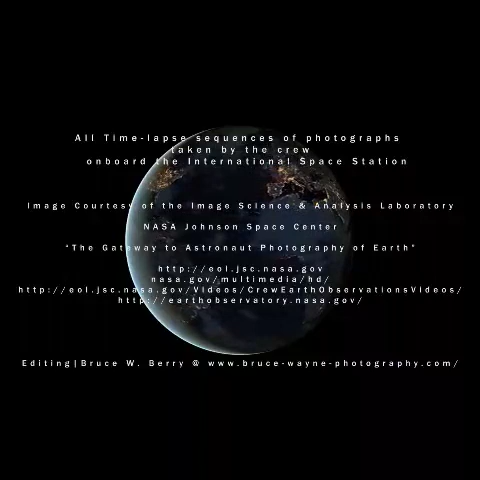 All Time-lapse sequences of photographs
taken by the crew
onboard the International Space Station
Image Courtesy of the Image Science & Analysis Laboratory
NASA Johnson Space Center
"The Gateway to Astronaut Photography of Earth"
http://eol.jsc.nasa.gov
nasa.gov/multimedia/hd/
http://eol.jsc.nasa.gov/Videos/CrewEarthObservationsVideos/
http://earthobservatory.nasa.gov/
Editing|Bruce W. Berry @ www.bruce-wayne-photography.com/